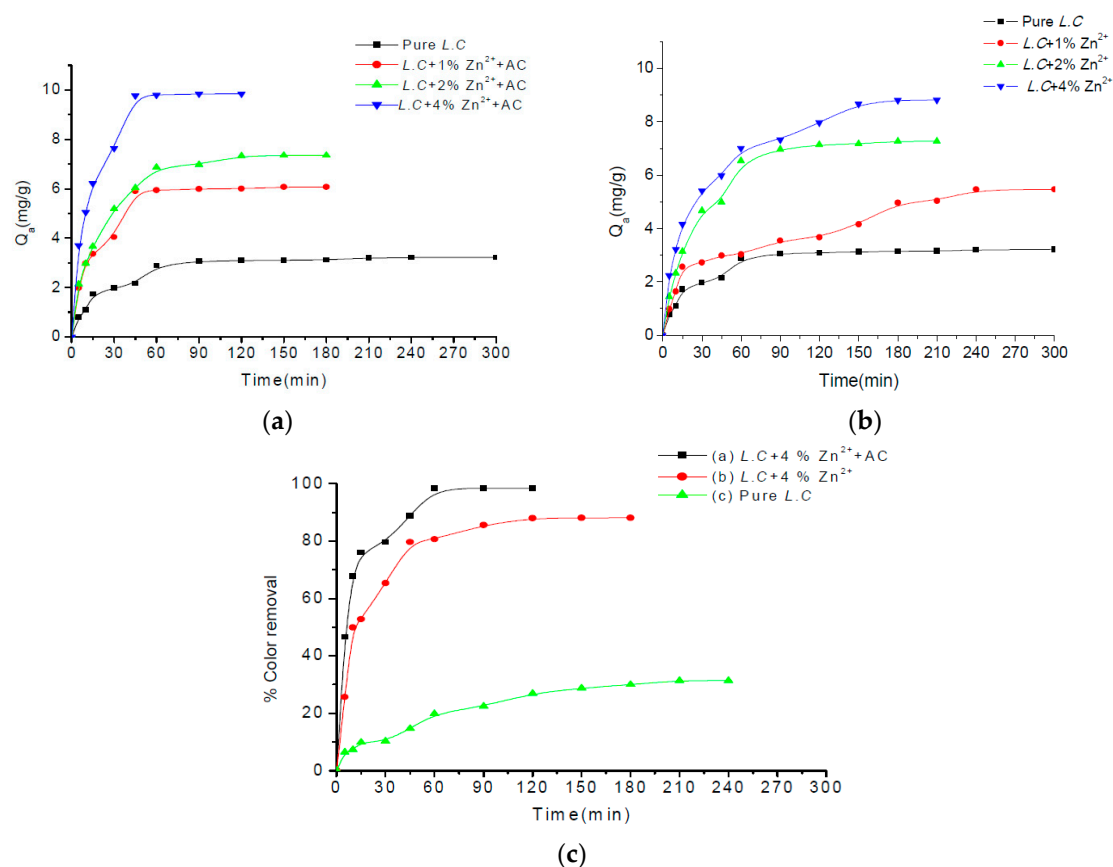 Pure L.C
L.C+1% Zn²⁺+AC
L.C+2% Zn²⁺+AC
L.C+4% Zn²⁺+AC
10
8
6
4
2
0
Qₐ(mg/g)
0 30 60 90 120 150 180 210 240 270 300
Time(min)
(a)
Pure L.C
L.C+1% Zn²⁺
L.C+2% Zn²⁺
L.C+4% Zn²⁺
10
8
6
4
2
0
Qₐ(mg/g)
0 30 60 90 120 150 180 210 240 270 300
Time(min)
(b)
(a) L.C+4 % Zn²⁺+AC
(b) L.C+4 % Zn²⁺
(c) Pure L.C
100
80
60
40
20
0
% Color removal
0 30 60 90 120 150 180 210 240 270 300
Time(min)
(c)